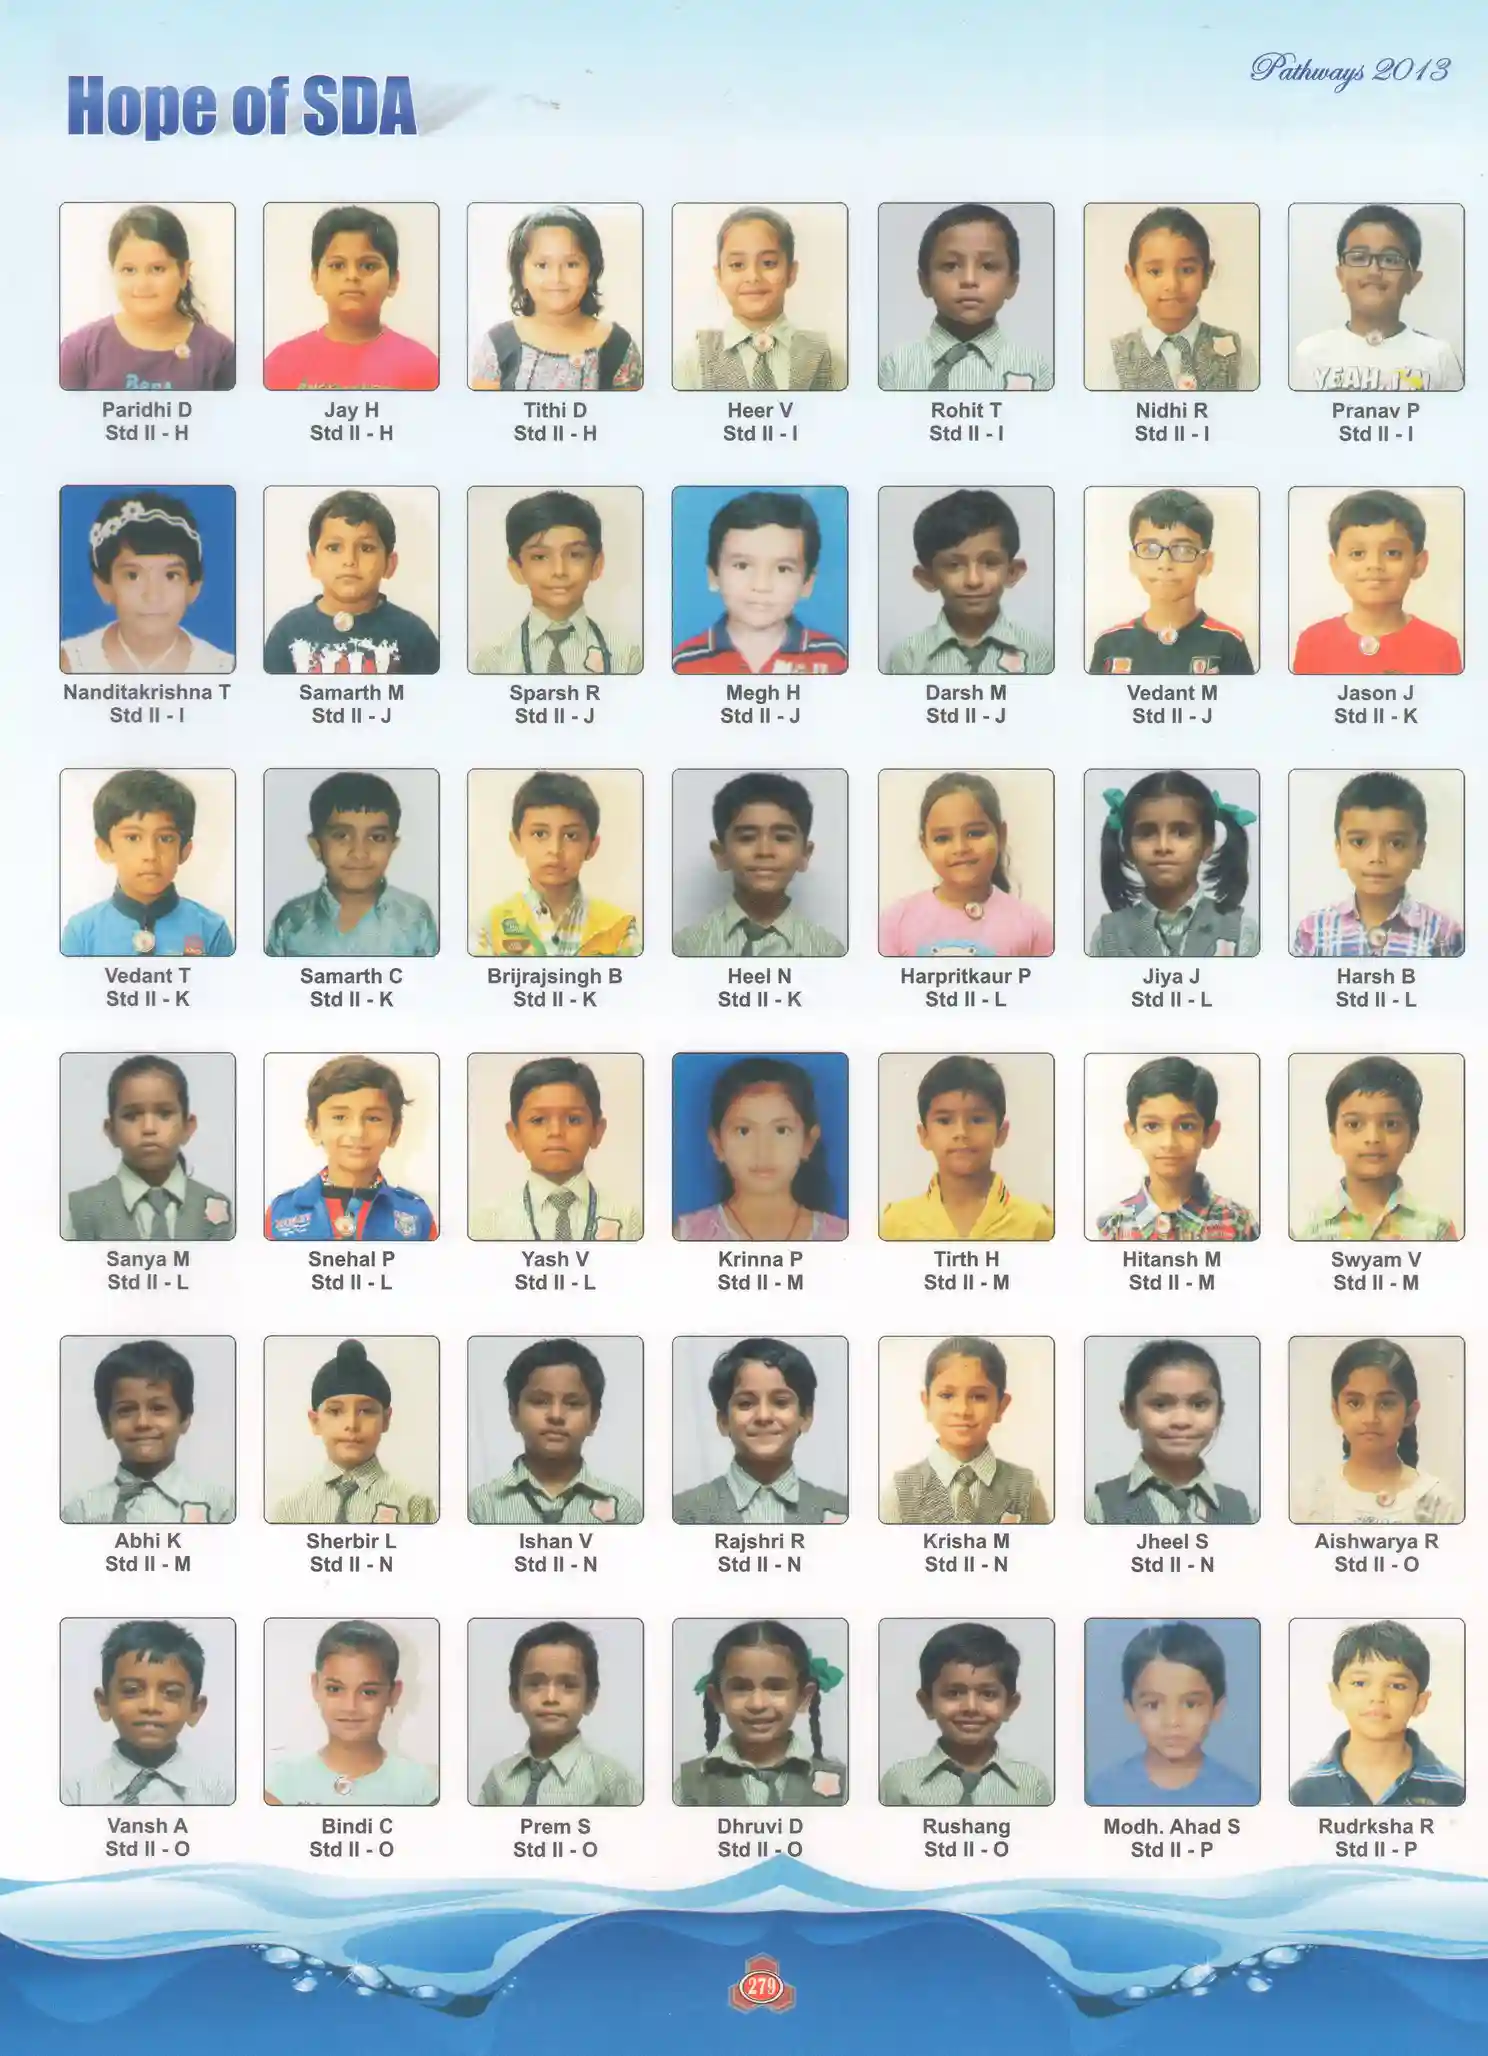 Pathways 2013
Hope of SDA
Paridhi D
Std II - H
Jay H
Std II - H
Tithi D
Std II - H
Heer V
Std II - I
Rohit T
Std II - I
Nidhi R
Std II - I
YEAH, I'M
Pranav P
Std II - I
Nanditakrishna T
Std II - I
Samarth M
Std II - J
Sparsh R
Std II - J
Megh H
Std II - J
Darsh M
Std II - J
Vedant M
Std II - J
Jason J
Std II - K
Vedant T
Std II - K
Samarth C
Std II - K
Brijrajsingh B
Std II - K
Heel N
Std II - K
Harpritkaur P
Std II - L
Jiya J
Std II - L
Harsh B
Std II - L
Sanya M
Std II - L
Snehal P
Std II - L
Yash V
Std II - L
Krinna P
Std II - M
Tirth H
Std II - M
Hitansh M
Std II - M
Swyam V
Std II - M
Abhi K
Std II - M
Sherbir L
Std II - N
Ishan V
Std II - N
Rajshri R
Std II - N
Krisha M
Std II - N
Jheel S
Std II - N
Aishwarya R
Std II - O
Vansh A
Std II - O
Bindi C
Std II - O
Prem S
Std II - O
Dhruvi D
Std II - O
Rushang
Std II - O
Modh. Ahad S
Std II - P
Rudrksha R
Std II - P
279